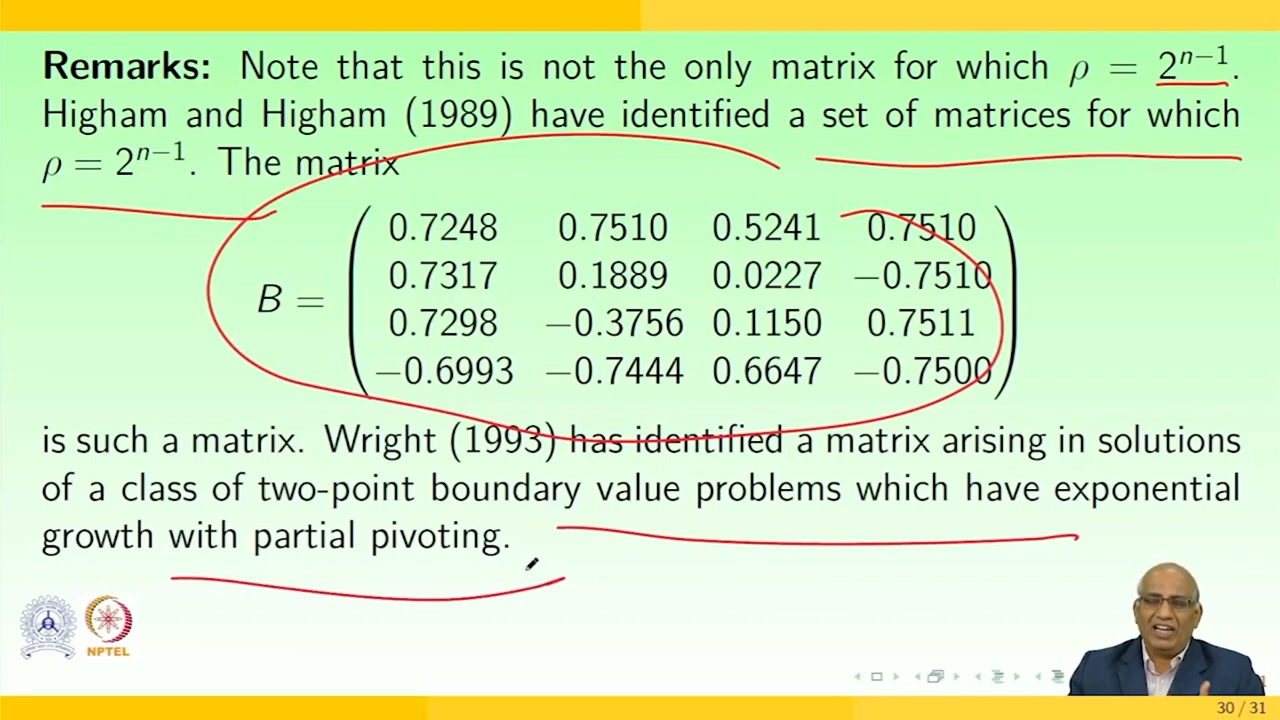 Remarks: Note that this is not the only matrix for which ρ = 2^{n−1}.
Higham and Higham (1989) have identified a set of matrices for which
ρ = 2^{n−1}. The matrix
0.7248 0.7510 0.5241 0.7510
0.7317 0.1889 0.0227 −0.7510
B =
0.7298 −0.3756 0.1150 0.7511
−0.6993 −0.7444 0.6647 −0.7500
is such a matrix. Wright (1993) has identified a matrix arising in solutions
of a class of two-point boundary value problems which have exponential
growth with partial pivoting.
NPTEL
30 / 31